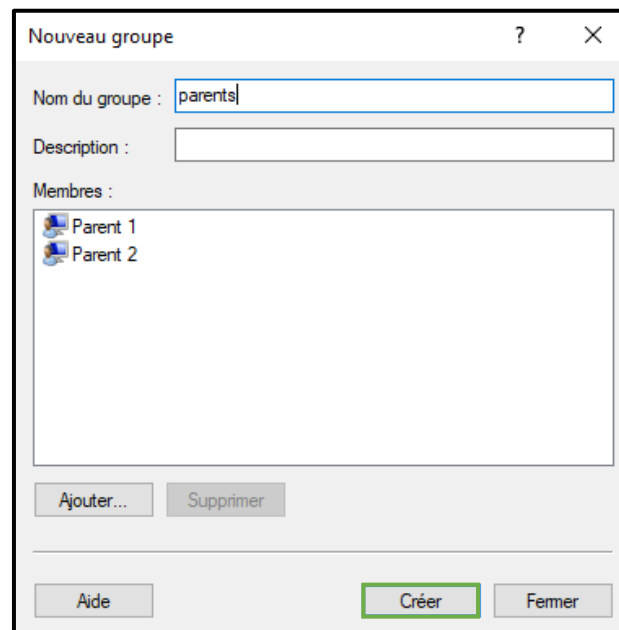 Nouveau groupe ?
Nom du groupe : parents
Description :
Membres :
Parent 1
Parent 2
Ajouter... Supprimer
Aide Créer Fermer